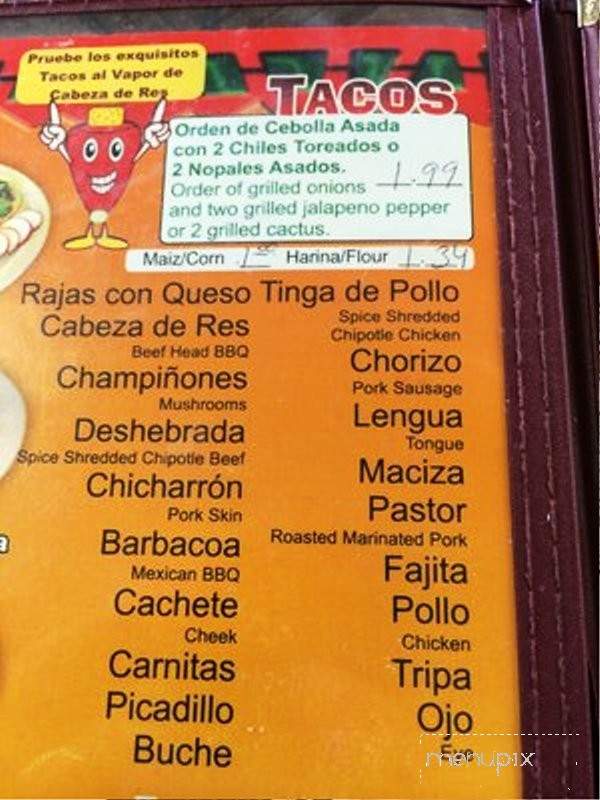 Pruebe los exquisitos
Tacos al Vapor de
Cabeza de Res
TACOS
Orden de Cebolla Asada
con 2 Chiles Toreados o
2 Nopales Asados.
Order of grilled onions 1.99
and two grilled jalapeno pepper
or 2 grilled cactus.
Maiz/Corn Harina/Flour 1.34
Rajas con Queso
Cabeza de Res
Beef Head BBQ
Champiñones
Mushrooms
Deshebrada
Spice Shredded Chipotle Beef
Chicharrón
Pork Skin
Barbacoa
Mexican BBQ
Cachete
Cheek
Carnitas
Picadillo
Buche
Tinga de Pollo
Spice Shredded
Chipotle Chicken
Chorizo
Pork Sausage
Lengua
Tongue
Maciza
Pastor
Roasted Marinated Pork
Fajita
Pollo
Chicken
Tripa
Ojo
Eye
menupix